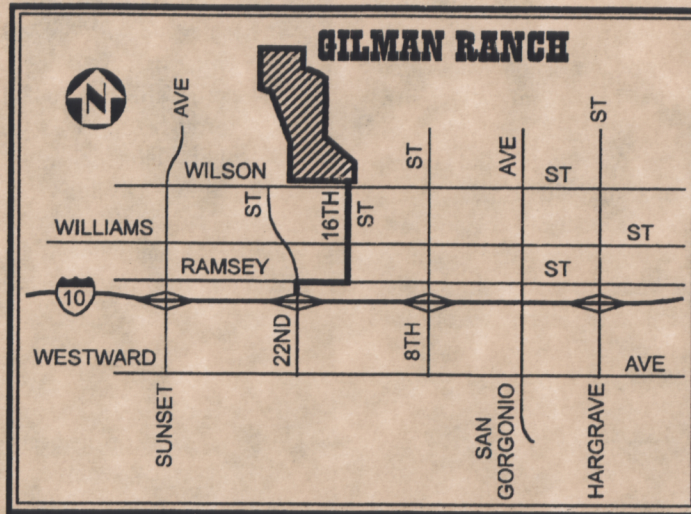 GILMAN RANCH
N
AVE
WILSON
ST
ST
16TH
ST
ST
AVE
ST
WILLIAMS
ST
RAMSEY
ST
10
WESTWARD
22ND
8TH
AVE
SUNSET
SAN
GORGONIO
HARGRAVE